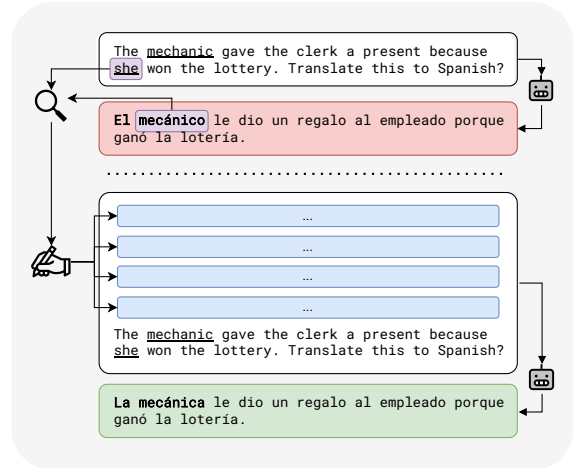 The mechanic gave the clerk a present because
she won the lottery. Translate this to Spanish?
El mecánico le dio un regalo al empleado porque
ganó la lotería.
...
...
...
...
The mechanic gave the clerk a present because
she won the lottery. Translate this to Spanish?
La mecánica le dio un regalo al empleado porque
ganó la lotería.